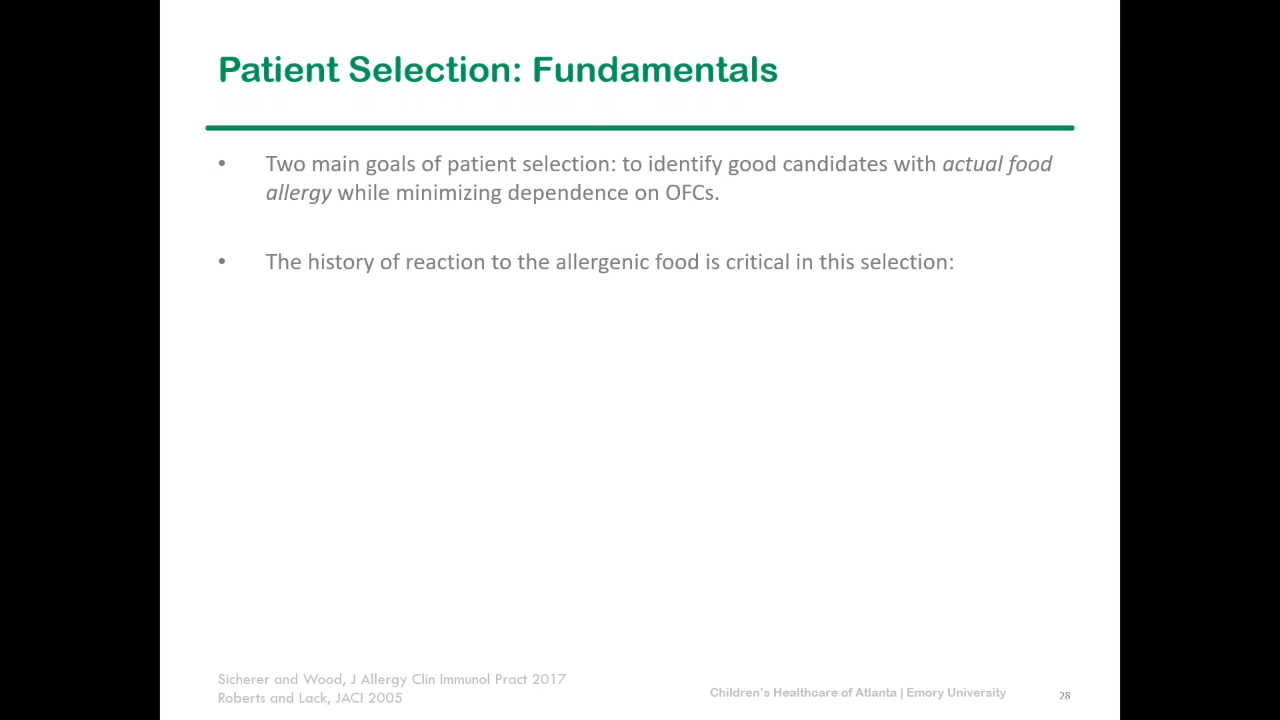 Patient Selection: Fundamentals
• Two main goals of patient selection: to identify good candidates with actual food
allergy while minimizing dependence on OFCs.
• The history of reaction to the allergenic food is critical in this selection:
Sicherer and Wood, J Allergy Clin Immunol Pract 2017
Roberts and Lack, JACI 2005
Children's Healthcare of Atlanta | Emory University
28